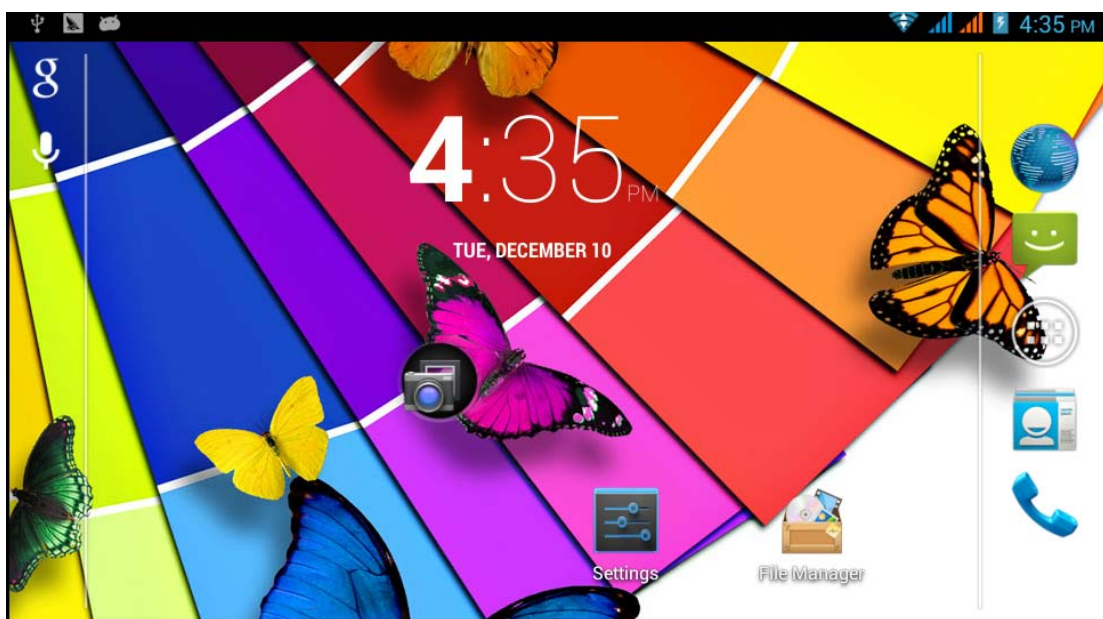 4:35 PM
g
4:35 PM
TUE, DECEMBER 10
Settings
File Manager